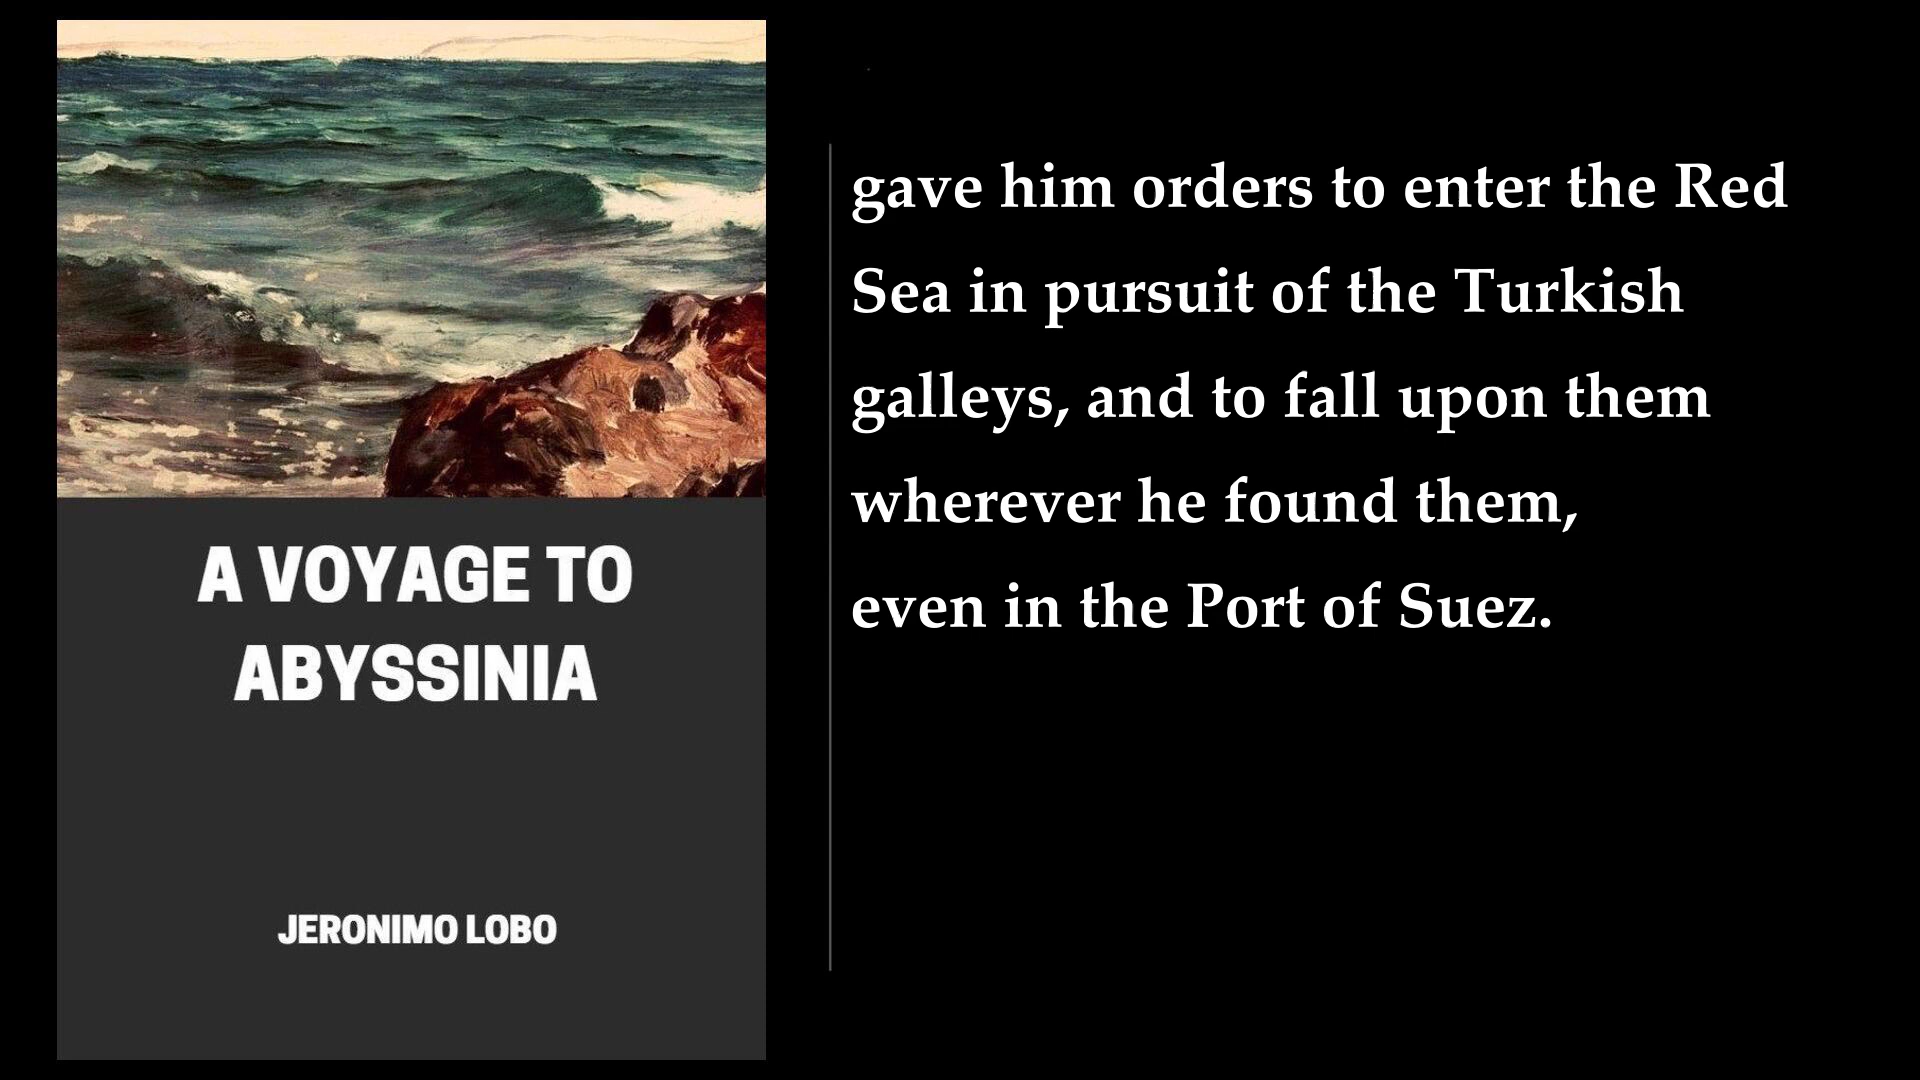 A VOYAGE TO
ABYSSINIA
JERONIMO LOBO
gave him orders to enter the Red
Sea in pursuit of the Turkish
galleys, and to fall upon them
wherever he found them,
even in the Port of Suez.